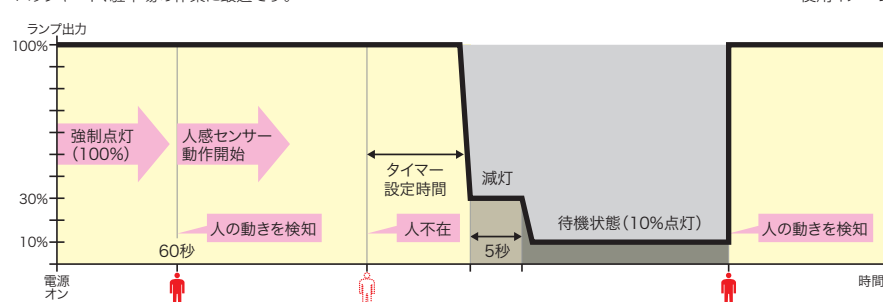 ランプ出力
100%
強制点灯
(100%)
人感センサー
動作開始
タイマー
設定時間
減灯
30%
待機状態(10%点灯)
人の動きを検知
人不在
人の動きを検知
10%
60秒
5秒
電源
オン
時間